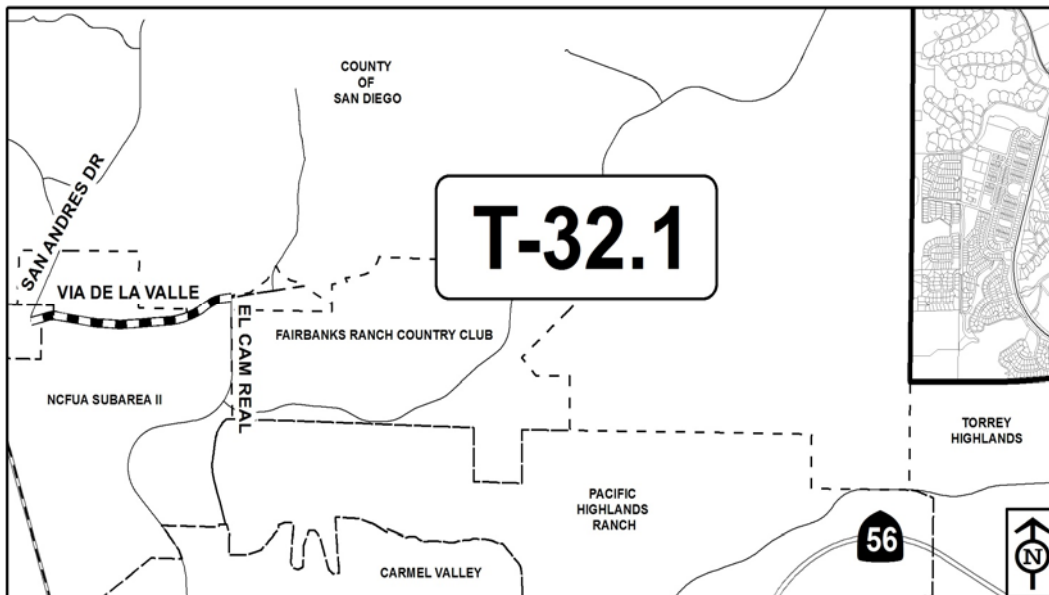 COUNTY
OF
SAN DIEGO
SAN ANDRES DR
T-32.1
VIA DE LA VALLE
EL CAM REAL
FAIRBANKS RANCH COUNTRY CLUB
NCFUA SUBAREA II
TORREY
HIGHLANDS
PACIFIC
HIGHLANDS
RANCH
56
CARMEL VALLEY
N